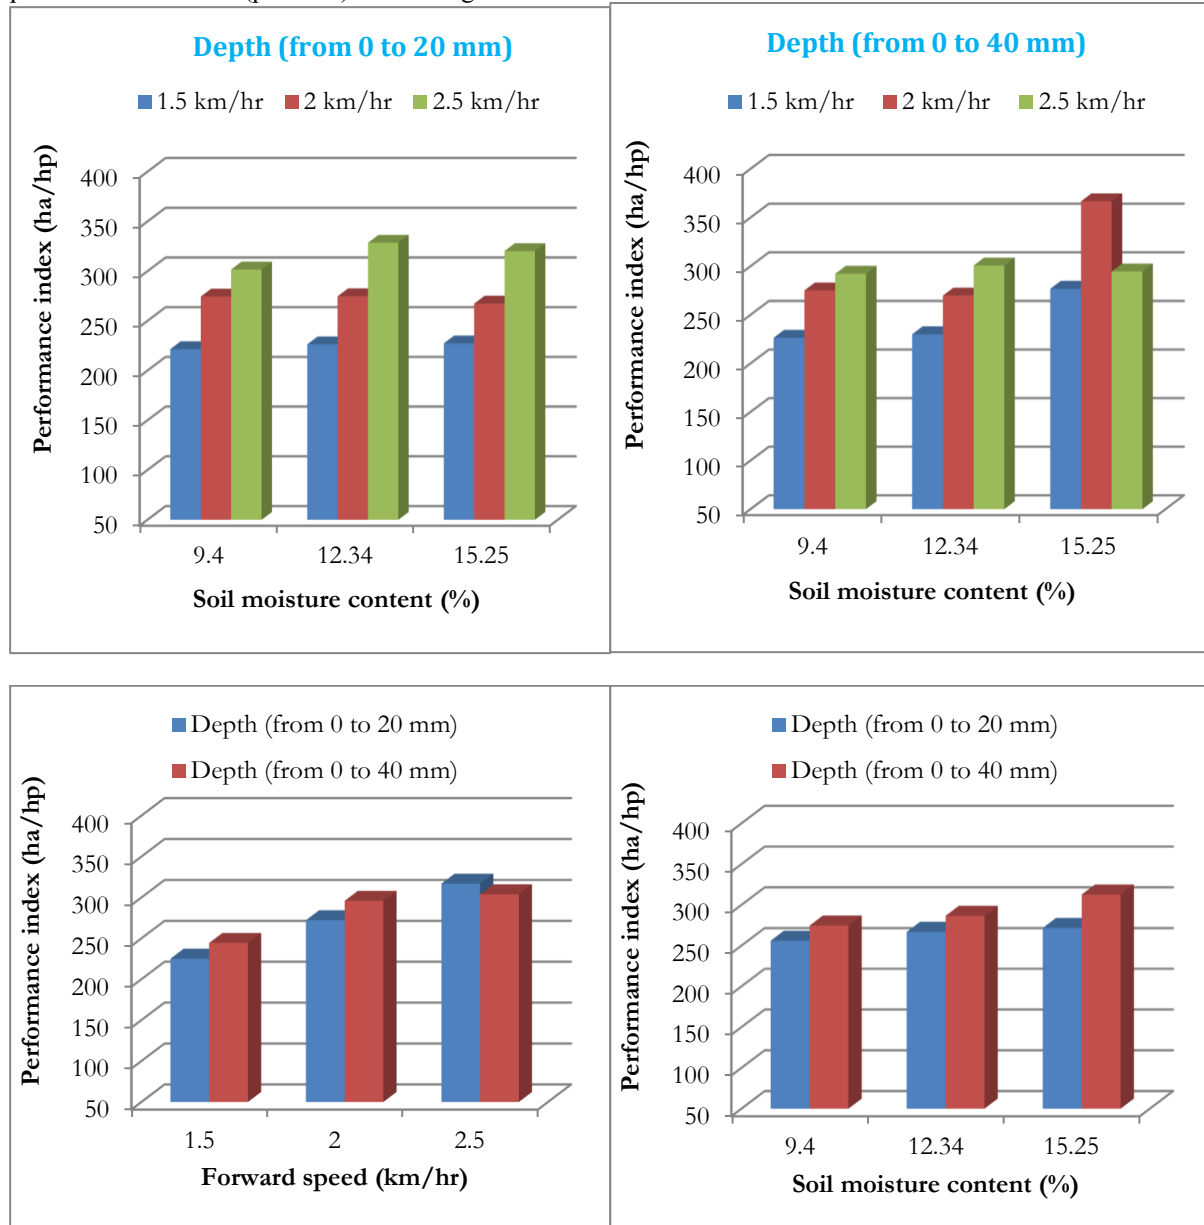 Depth (from 0 to 20 mm)
1.5 km/hr 2 km/hr 2.5 km/hr
Performance index (ha/hp)
400
350
300
250
200
150
100
50
9.4 12.34 15.25
Soil moisture content (%)
Depth (from 0 to 40 mm)
1.5 km/hr 2 km/hr 2.5 km/hr
Performance index (ha/hp)
400
350
300
250
200
150
100
50
9.4 12.34 15.25
Soil moisture content (%)
Depth (from 0 to 20 mm)
Depth (from 0 to 40 mm)
Performance index (ha/hp)
400
350
300
250
200
150
100
50
1.5 2 2.5
Forward speed (km/hr)
Depth (from 0 to 20 mm)
Depth (from 0 to 40 mm)
Performance index (ha/hp)
400
350
300
250
200
150
100
50
9.4 12.34 15.25
Soil moisture content (%)